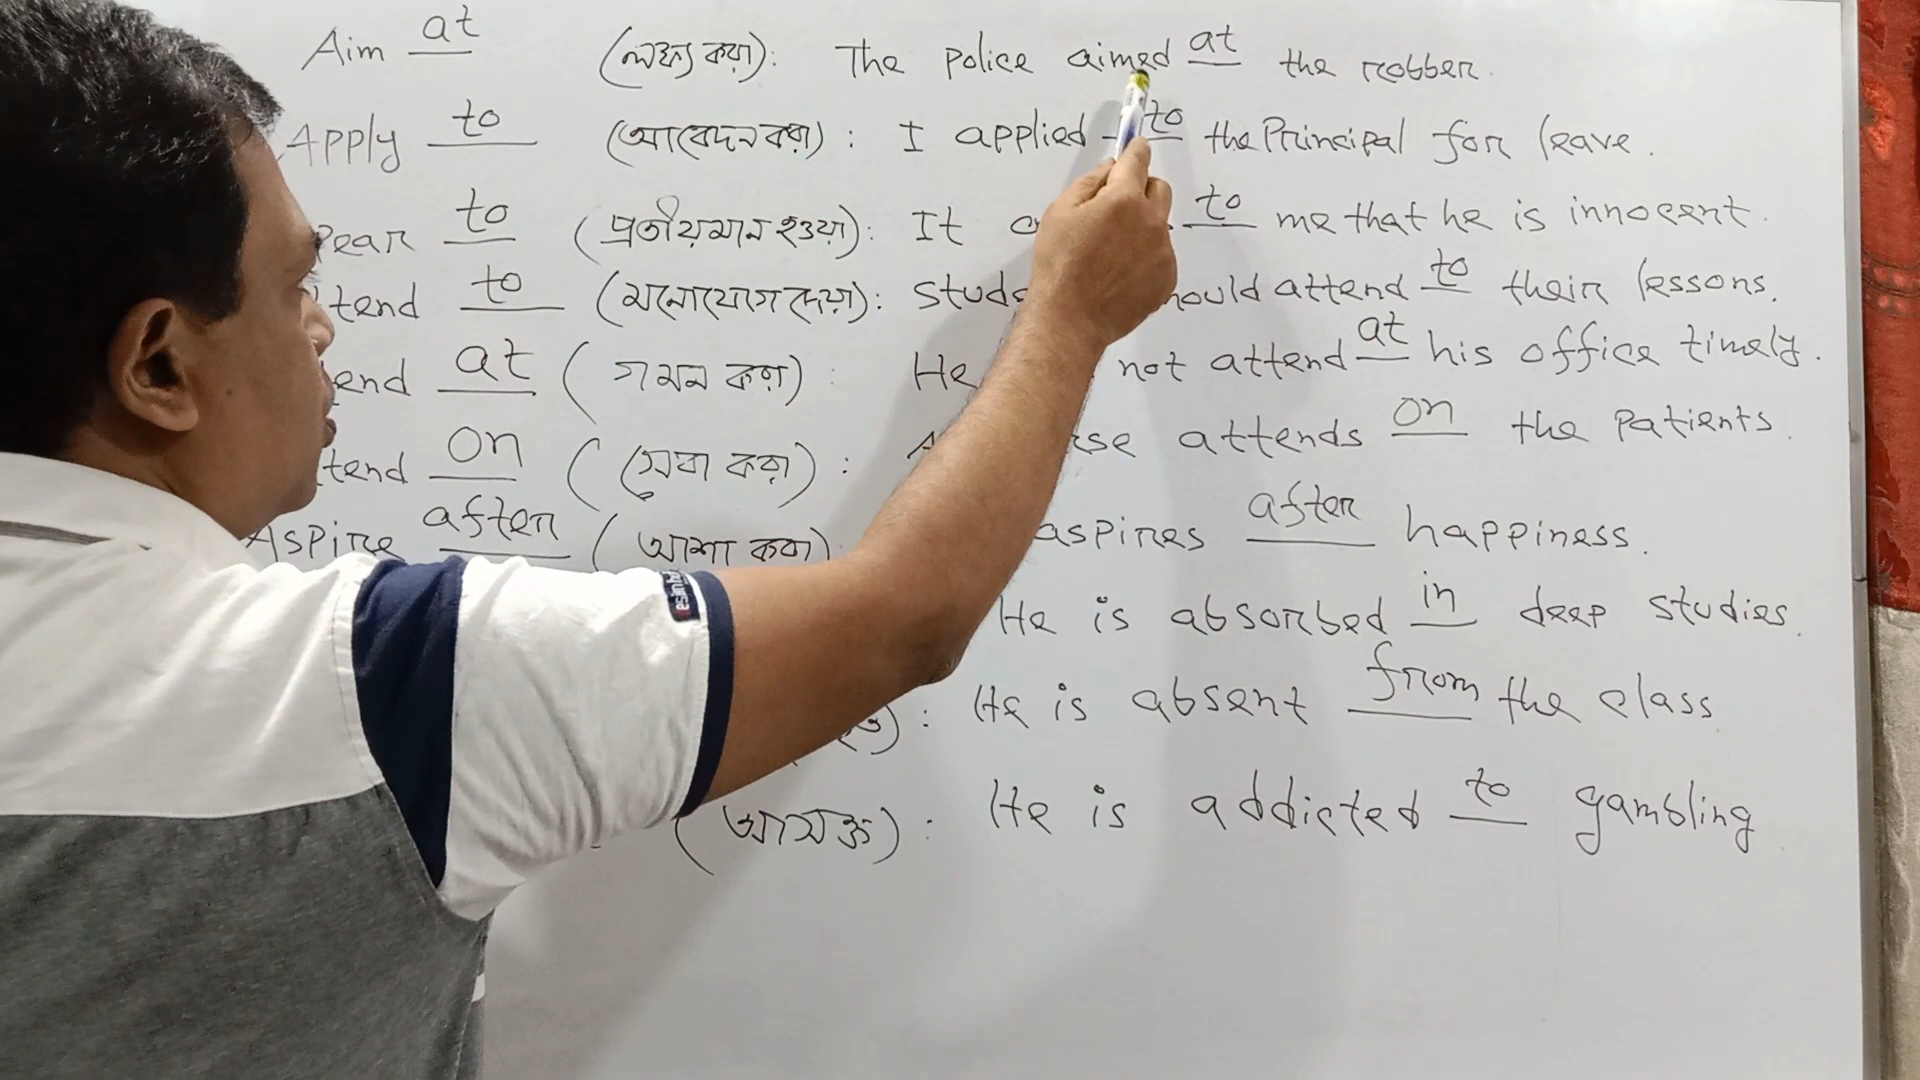 Aim at (লক্ষ্য করা): The police aimed at the robber.
Apply to (আবেদন করা): I applied to the Principal for leave.
pear to (প্রতীয়মান হওয়া): It to me that he is innocent.
tend to (মনোযোগ দেয়া): Stude hould attend to their lessons.
end at (গমন করা): He not attend at his office timely.
tend on (সেবা করা): A rse attends on the patients.
Aspire after (আশা করা) aspires after happiness.
He is absorbed in deep studies.
: He is absent from the class
(আসক্ত): He is addicted to gambling